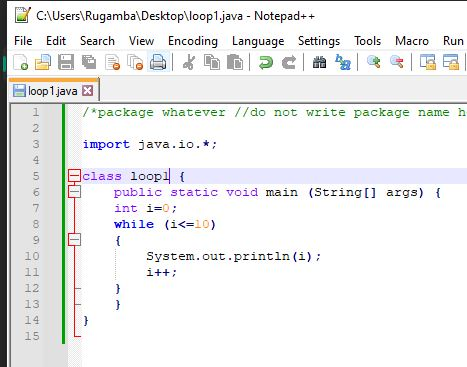 C:\Users\Rugamba\Desktop\loop1.java - Notepad++
File Edit Search View Encoding Language Settings Tools Macro Run
loop1.java
1 /*package whatever //do not write package name h
2
3 import java.io.*;
4
5 class loop1 {
6 public static void main (String[] args) {
7 int i=0;
8 while (i<=10)
9 {
10 System.out.println(i);
11 i++;
12 }
13 }
14 }
15